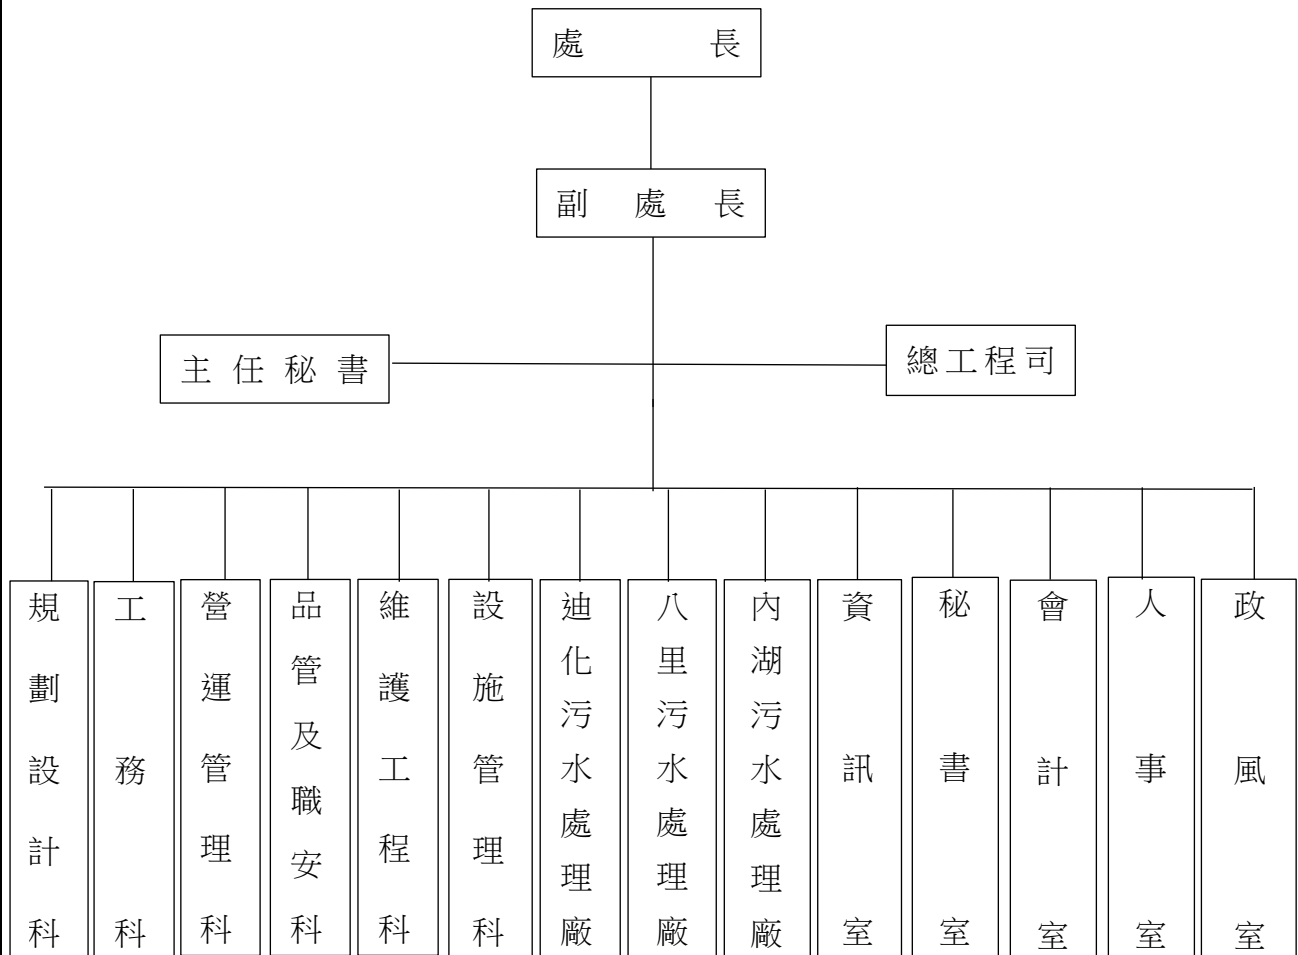 處長
副處長
主任秘書
總工程司
規劃設計科
工務科
營運管理科
品管及職安科
維護工程科
設施管理科
迪化污水處理廠
八里污水處理廠
內湖污水處理廠
資訊室
秘書室
會計室
人事室
政風室